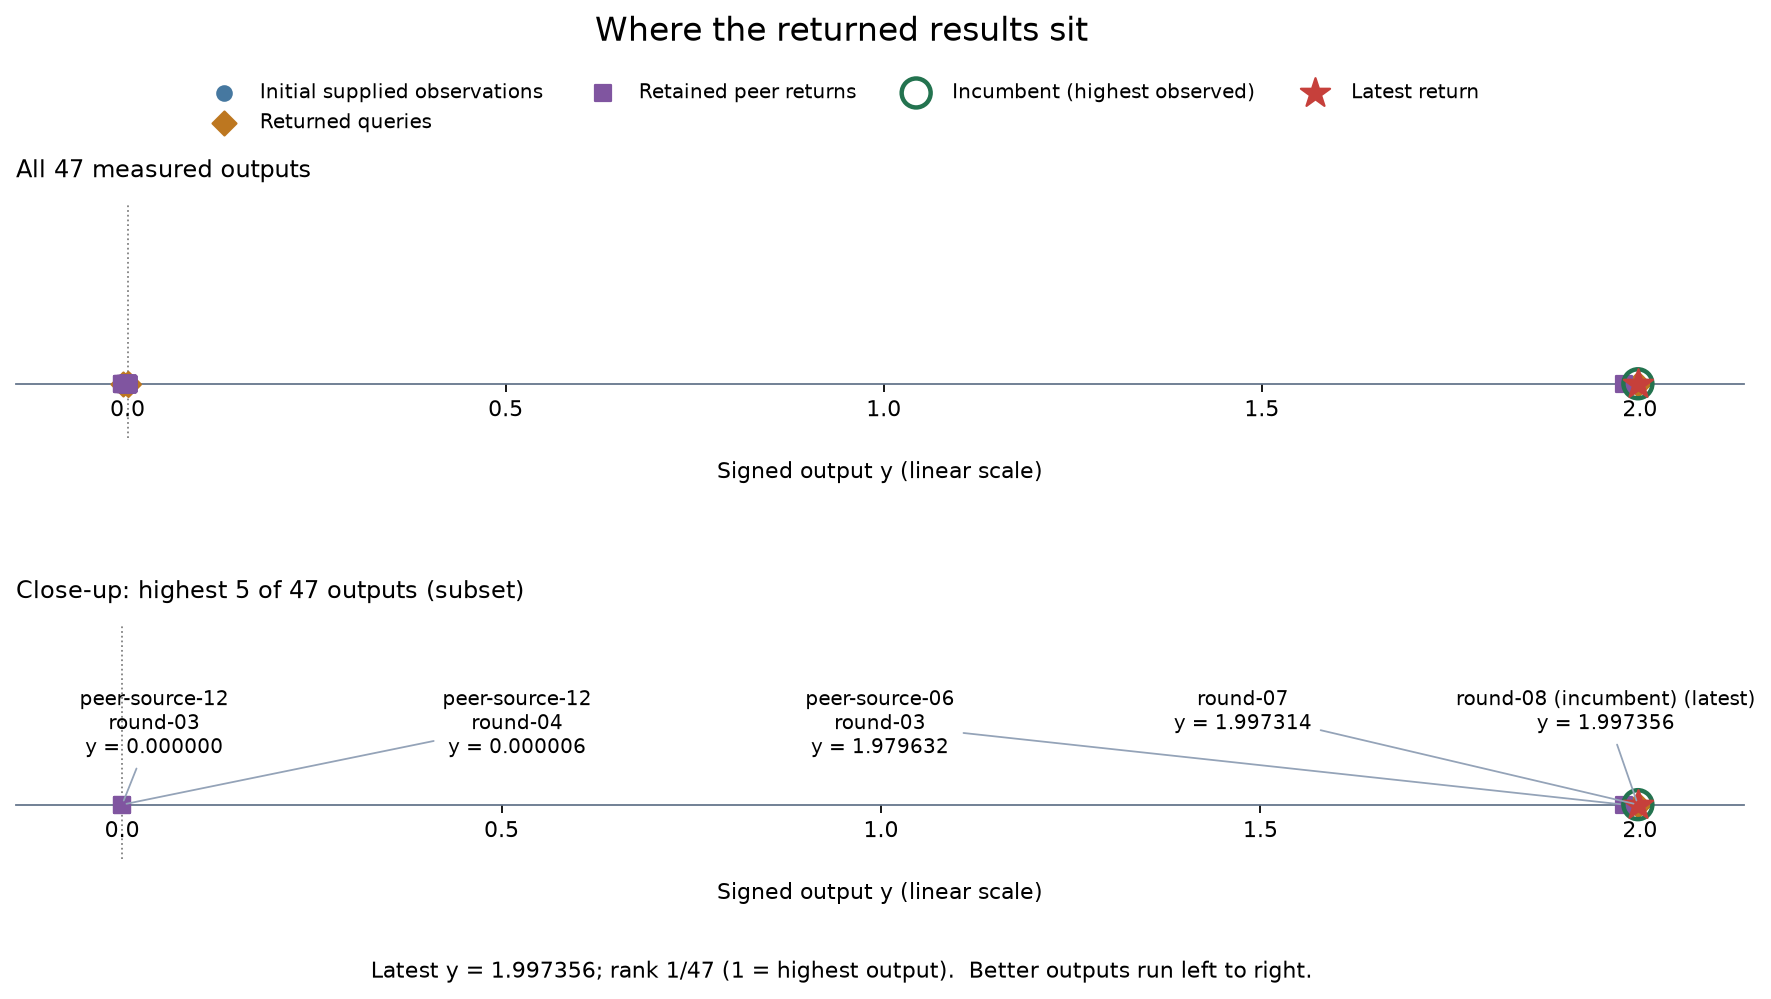 Where the returned results sit
Initial supplied observations
Retained peer returns
Incumbent (highest observed)
Latest return
Returned queries
All 47 measured outputs
0.0
0.5
1.0
1.5
2.0
Signed output y (linear scale)
Close-up: highest 5 of 47 outputs (subset)
peer-source-12
round-03
y = 0.000000
peer-source-12
round-04
y = 0.000006
peer-source-06
round-03
y = 1.979632
round-07
y = 1.997314
round-08 (incumbent) (latest)
y = 1.997356
0.0
0.5
1.0
1.5
2.0
Signed output y (linear scale)
Latest y = 1.997356; rank 1/47 (1 = highest output).  Better outputs run left to right.